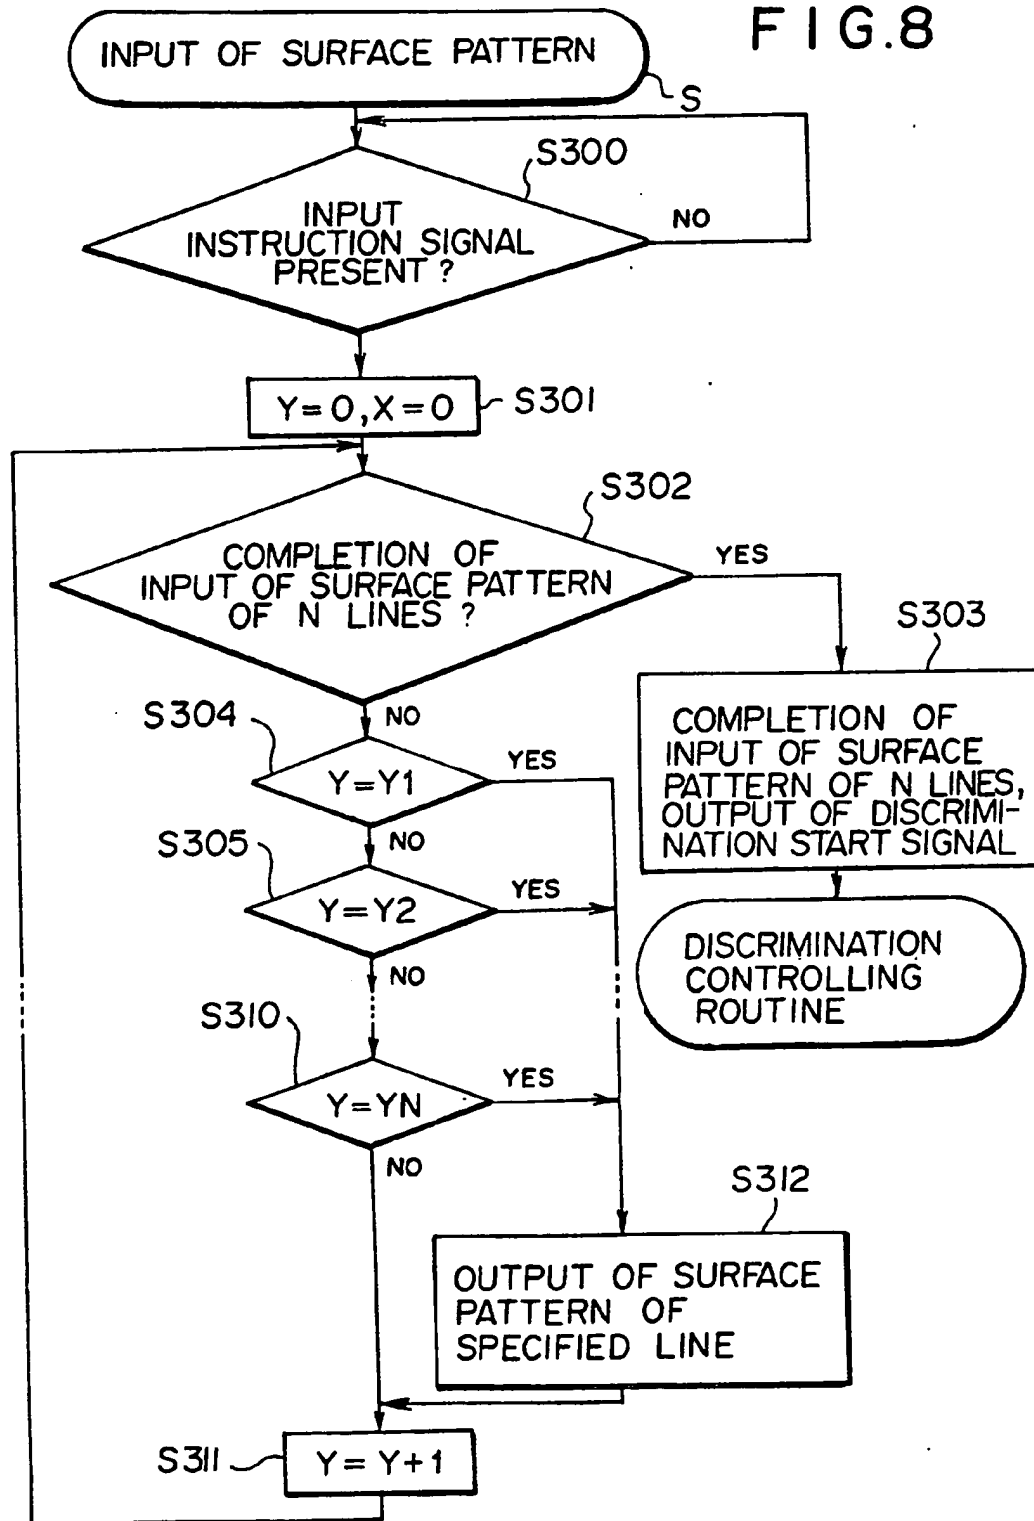 FIG.8
INPUT OF SURFACE PATTERN
S
S300
INPUT
INSTRUCTION SIGNAL
PRESENT ?
NO
Y=0, X=0
S301
S302
COMPLETION OF
INPUT OF SURFACE PATTERN
OF N LINES ?
YES
S303
COMPLETION OF
INPUT OF SURFACE
PATTERN OF N LINES,
OUTPUT OF DISCRIMI-
NATION START SIGNAL
NO
S304
Y=Y1
YES
NO
S305
Y=Y2
YES
NO
DISCRIMINATION
CONTROLLING
ROUTINE
S310
Y=YN
YES
NO
S312
OUTPUT OF SURFACE
PATTERN OF
SPECIFIED LINE
S311
Y=Y+1